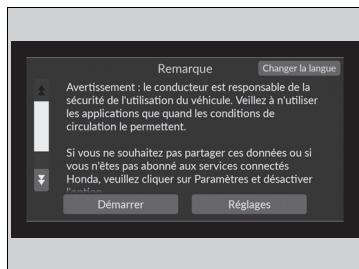 Remarque
Changer la langue
Avertissement : le conducteur est responsable de la
sécurité de l'utilisation du véhicule. Veillez à n'utiliser
les applications que quand les conditions de
circulation le permettent.
Si vous ne souhaitez pas partager ces données ou si
vous n'êtes pas abonné aux services connectés
Honda, veuillez cliquer sur Paramètres et désactiver
Démarrer
Réglages